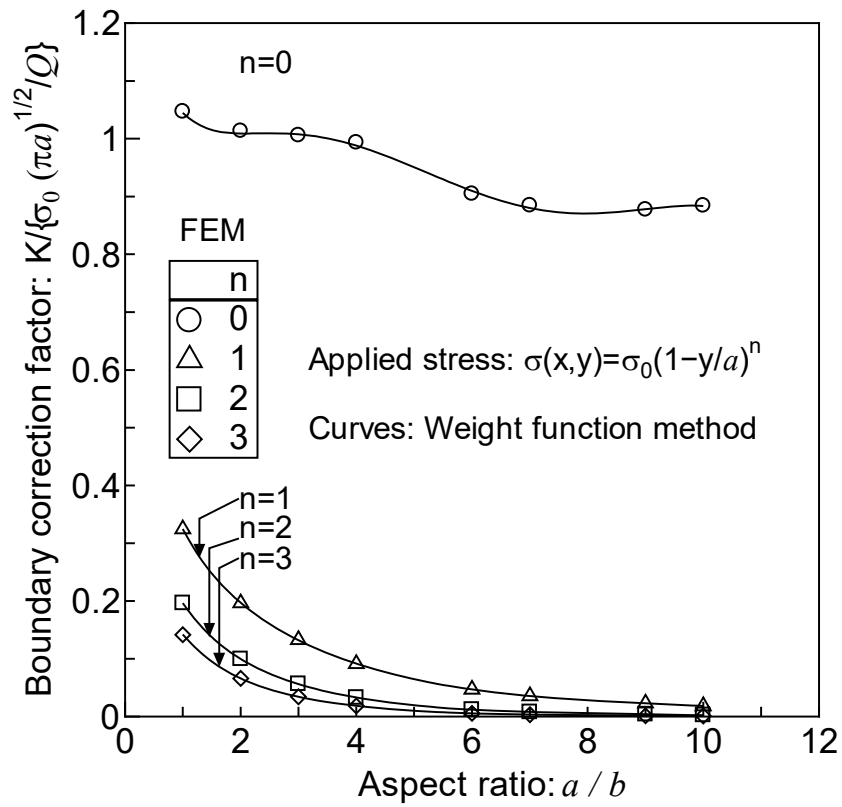 Boundary correction factor: K/{σ₀ (πa)^1/2/Q}
1.2
1
0.8
0.6
0.4
0.2
0
n=0
FEM
n
0
1
2
3
Applied stress: σ(x,y)=σ₀(1−y/a)^n
Curves: Weight function method
n=1
n=2
n=3
0 2 4 6 8 10 12
Aspect ratio: a / b